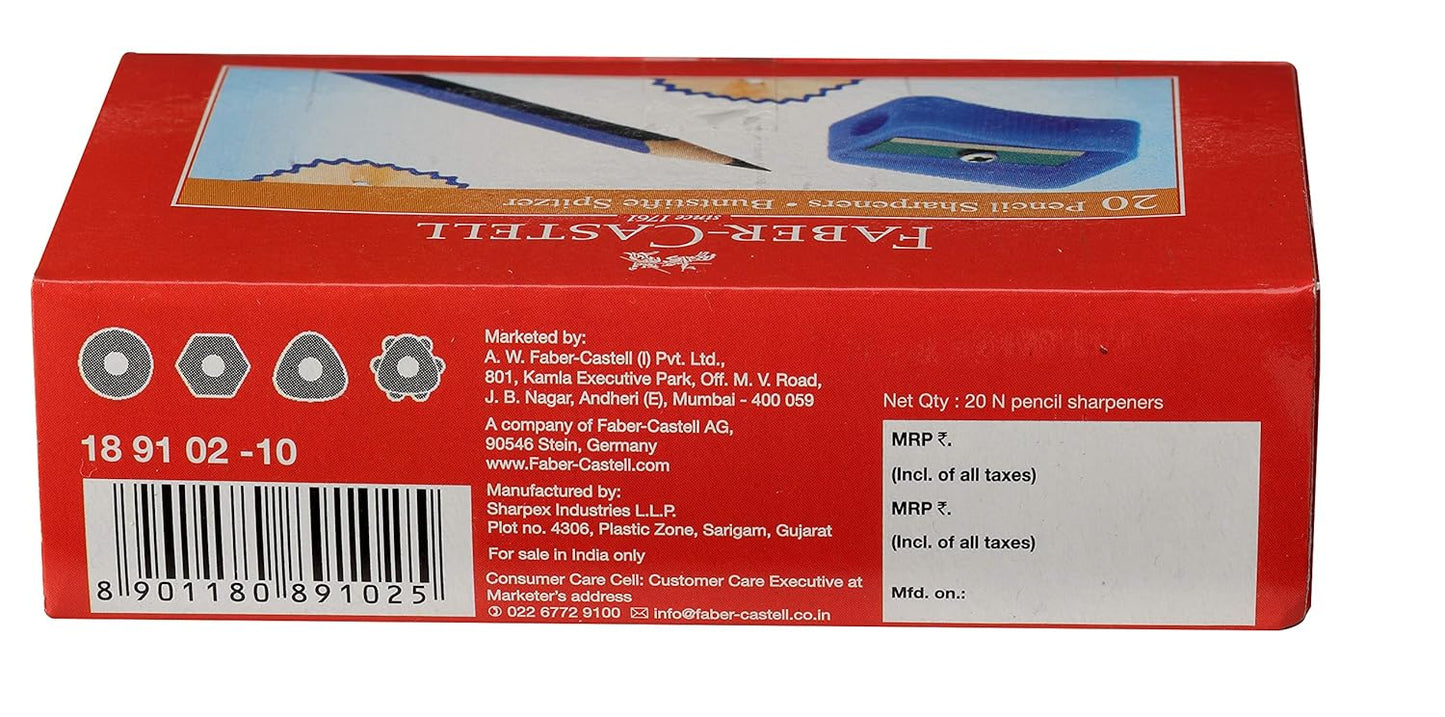 20 Pencil Sharpeners • Buntstifte Spitzer
since 1761
FABER-CASTELL
18 91 02 -10
8 901180 891025
Marketed by:
A. W. Faber-Castell (I) Pvt. Ltd.,
801, Kamla Executive Park, Off. M. V. Road,
J. B. Nagar, Andheri (E), Mumbai - 400 059
A company of Faber-Castell AG,
90546 Stein, Germany
www.Faber-Castell.com
Manufactured by:
Sharpex Industries L.L.P.
Plot no. 4306, Plastic Zone, Sarigam, Gujarat
For sale in India only
Consumer Care Cell: Customer Care Executive at
Marketer's address
022 6772 9100 info@faber-castell.co.in
Net Qty : 20 N pencil sharpeners
MRP ₹.
(Incl. of all taxes)
MRP ₹.
(Incl. of all taxes)
Mfd. on.: